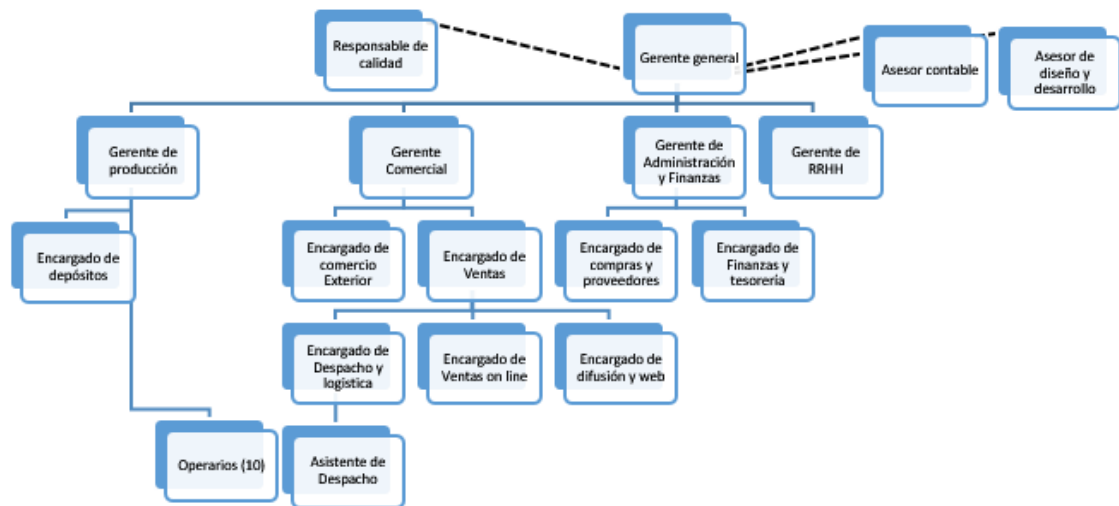 Responsable de
calidad
Gerente general
Asesor contable
Asesor de
diseño y
desarrollo
Gerente de
producción
Gerente
Comercial
Gerente de
Administración
y Finanzas
Gerente de
RRHH
Encargado de
depósitos
Encargado de
comercio
Exterior
Encargado de
Ventas
Encargado de
compras y
proveedores
Encargado de
Finanzas y
tesorería
Encargado de
Despacho y
logística
Encargado de
Ventas on line
Encargado de
difusión y web
Operarios (10)
Asistente de
Despacho